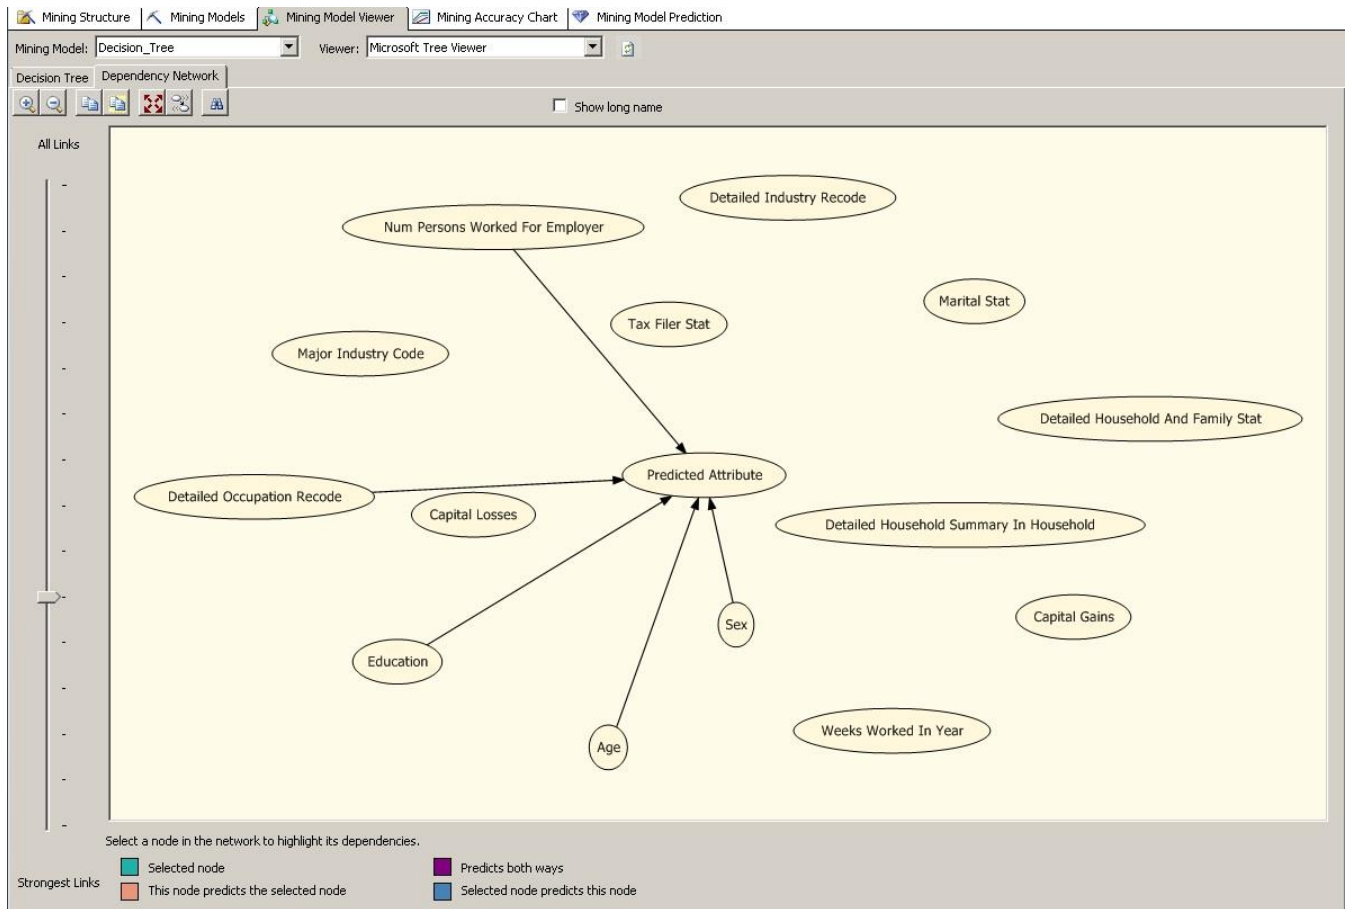 Mining Structure Mining Models Mining Model Viewer Mining Accuracy Chart Mining Model Prediction
Mining Model: Decision_Tree Viewer: Microsoft Tree Viewer
Decision Tree Dependency Network
Show long name
All Links
Detailed Industry Recode
Num Persons Worked For Employer
Marital Stat
Tax Filer Stat
Major Industry Code
Detailed Household And Family Stat
Predicted Attribute
Detailed Occupation Recode
Capital Losses
Detailed Household Summary In Household
Capital Gains
Sex
Education
Weeks Worked In Year
Age
Select a node in the network to highlight its dependencies.
Selected node Predicts both ways
Strongest Links
This node predicts the selected node Selected node predicts this node